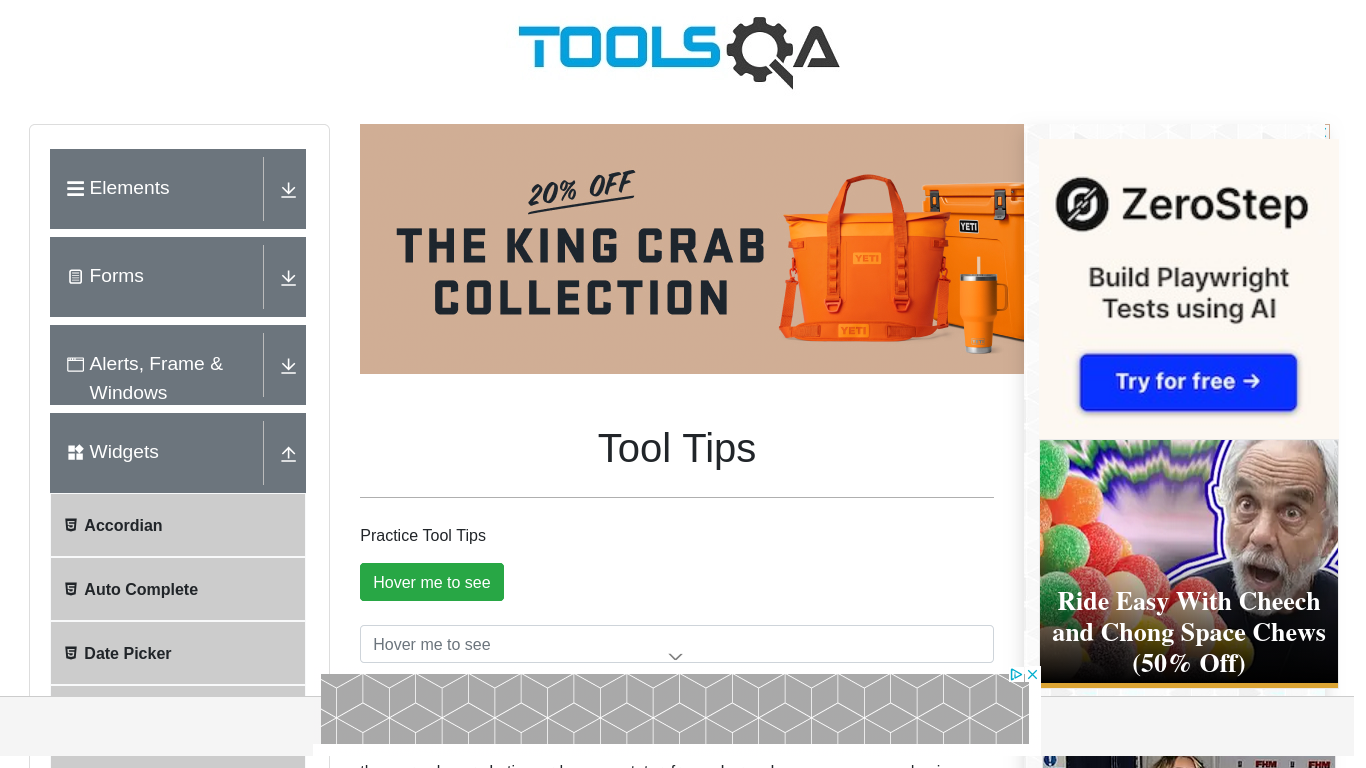 TOOLSQA
Elements
Forms
Alerts, Frame &
Windows
Widgets
Accordian
Auto Complete
Date Picker
20% OFF
THE KING CRAB
COLLECTION
YETI
YETI
YETI
Tool Tips
Practice Tool Tips
Hover me to see
Hover me to see
ZeroStep
Build Playwright
Tests using AI
Try for free →
Ride Easy With Cheech
and Chong Space Chews
(50% Off)
FHM
FHM